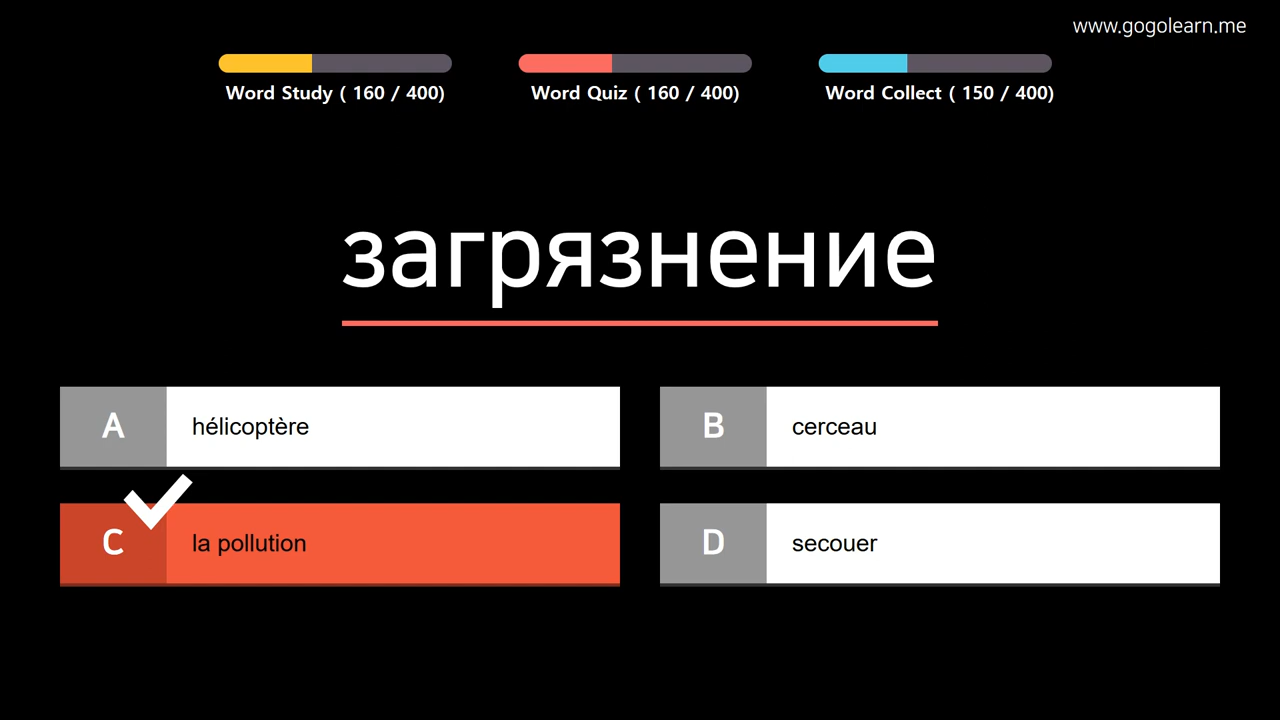 www.gogolearn.me
Word Study ( 160 / 400)
Word Quiz ( 160 / 400)
Word Collect ( 150 / 400)
загрязнение
A hélicoptère
B cerceau
C la pollution
D secouer